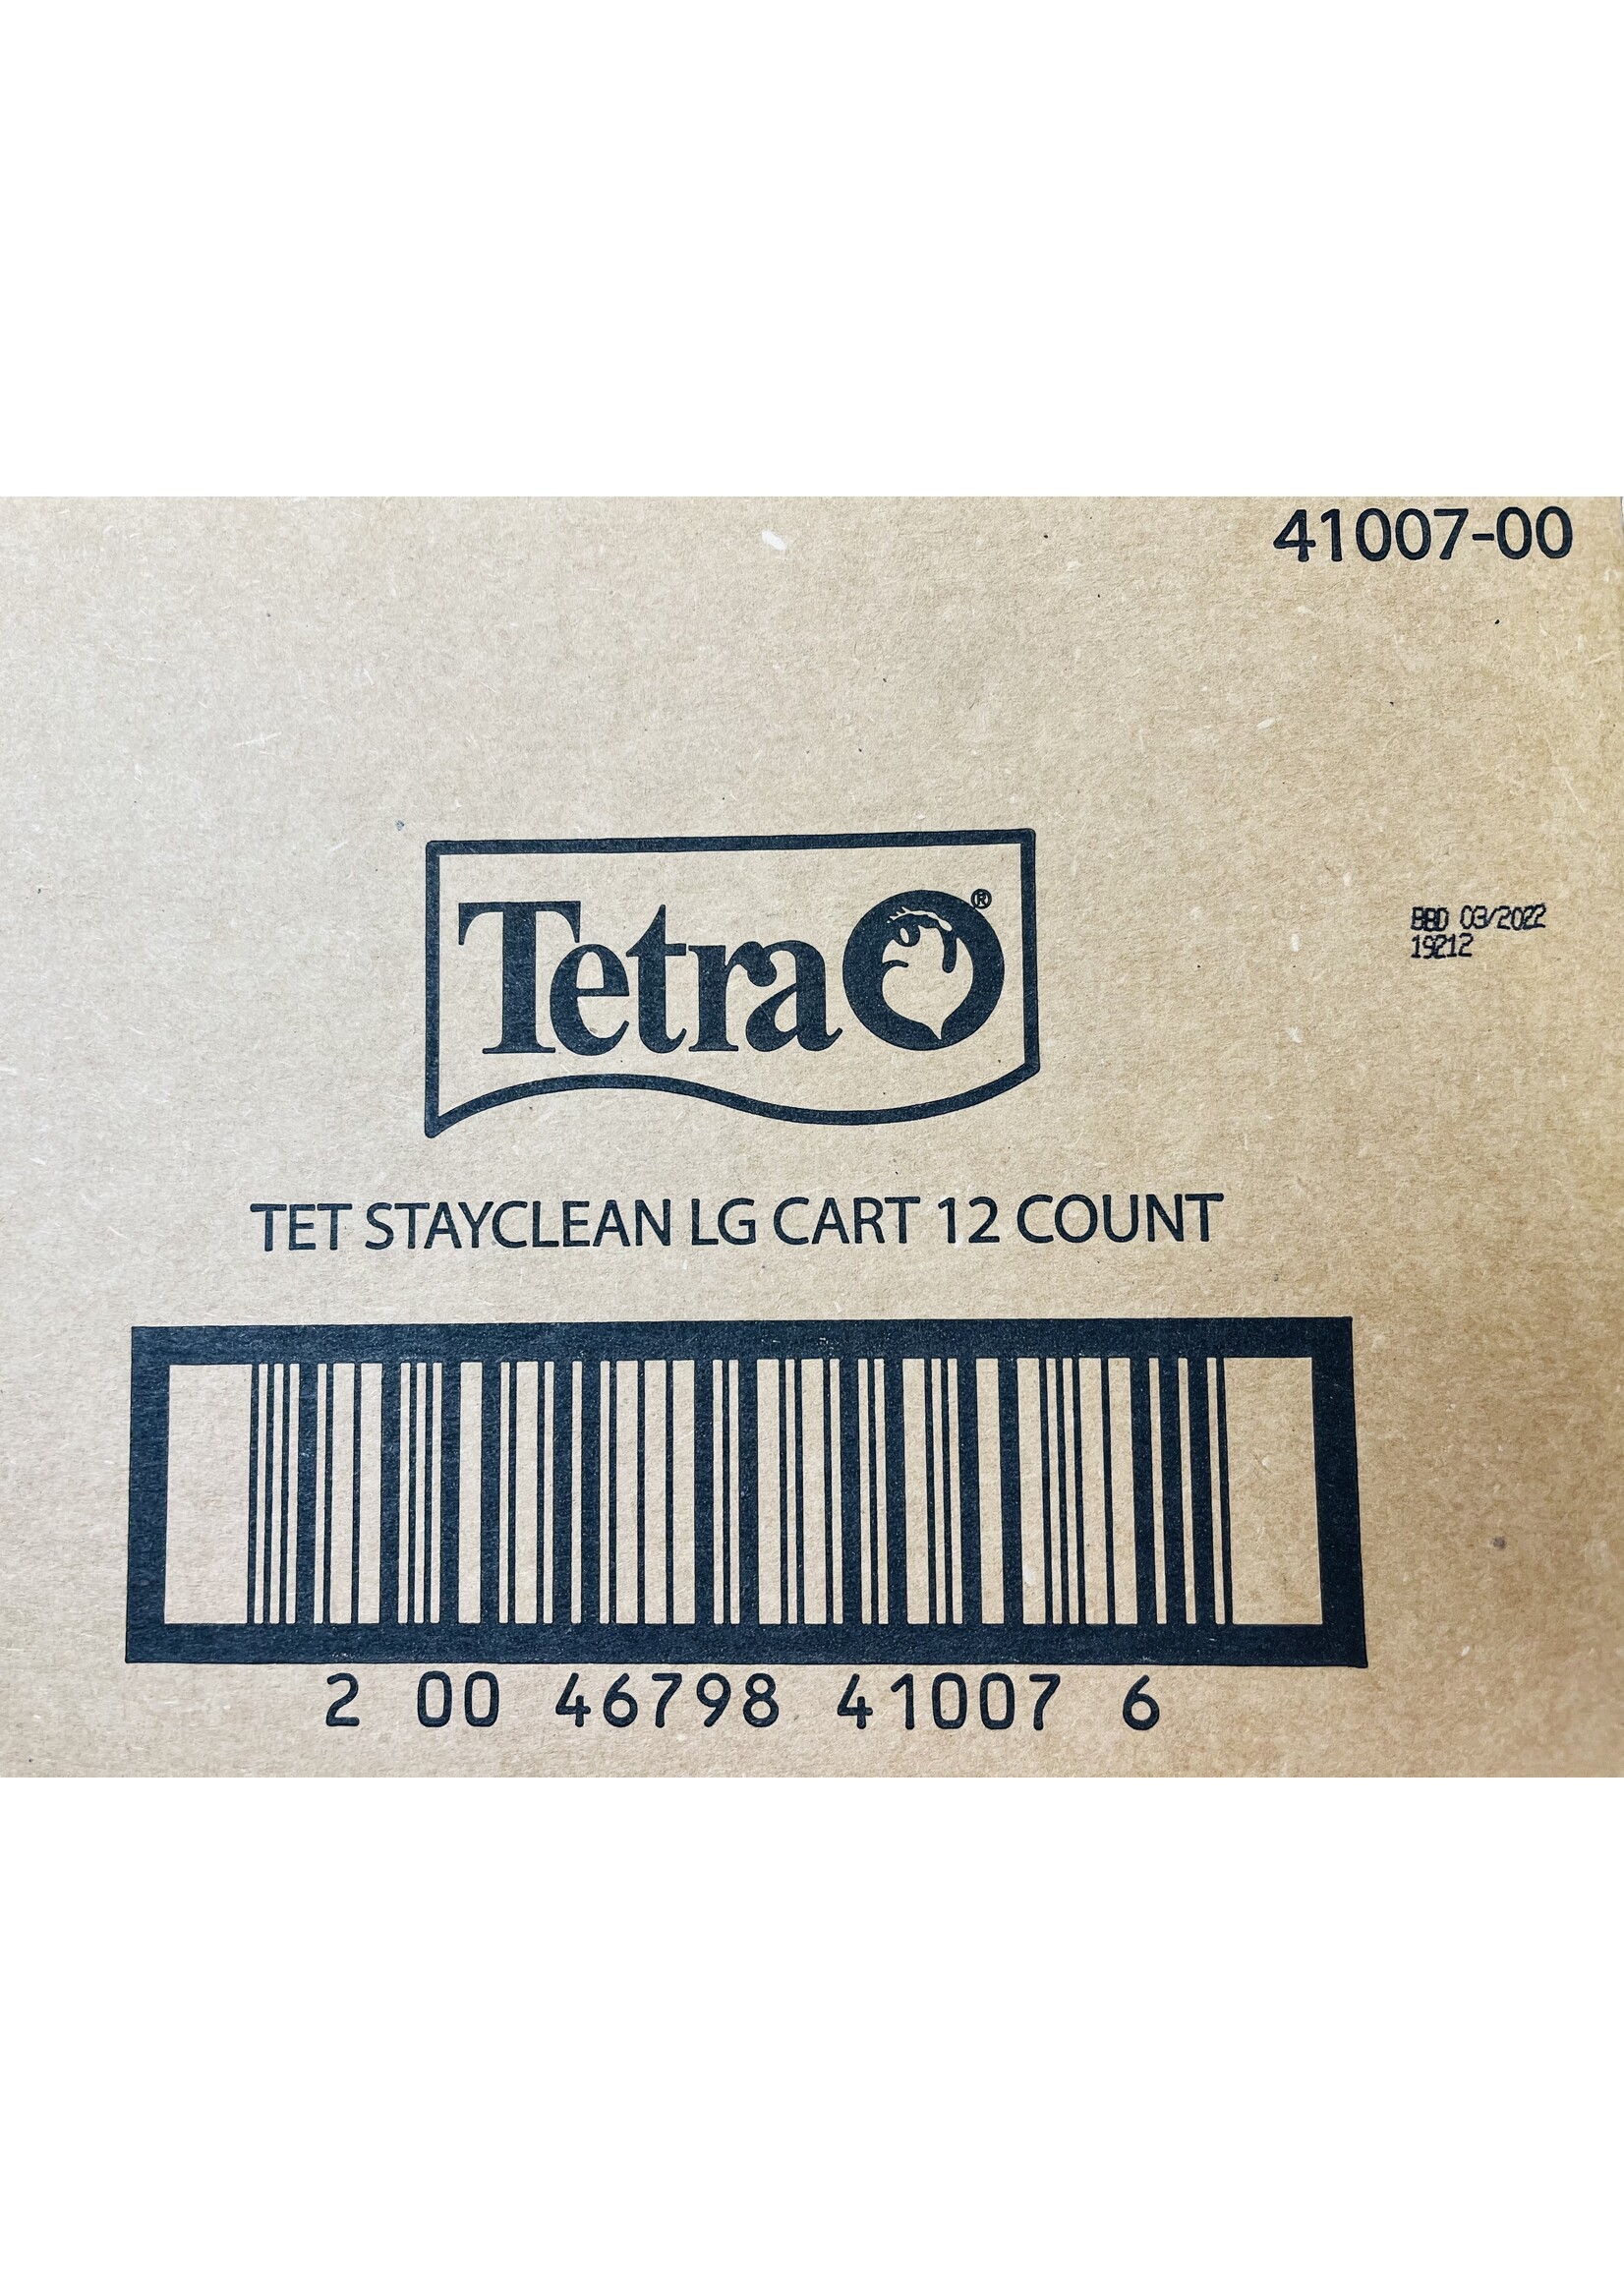 41007-00
Tetra®
BBD 03/2022
19212
TET STAYCLEAN LG CART 12 COUNT
2 00 46798 41007 6